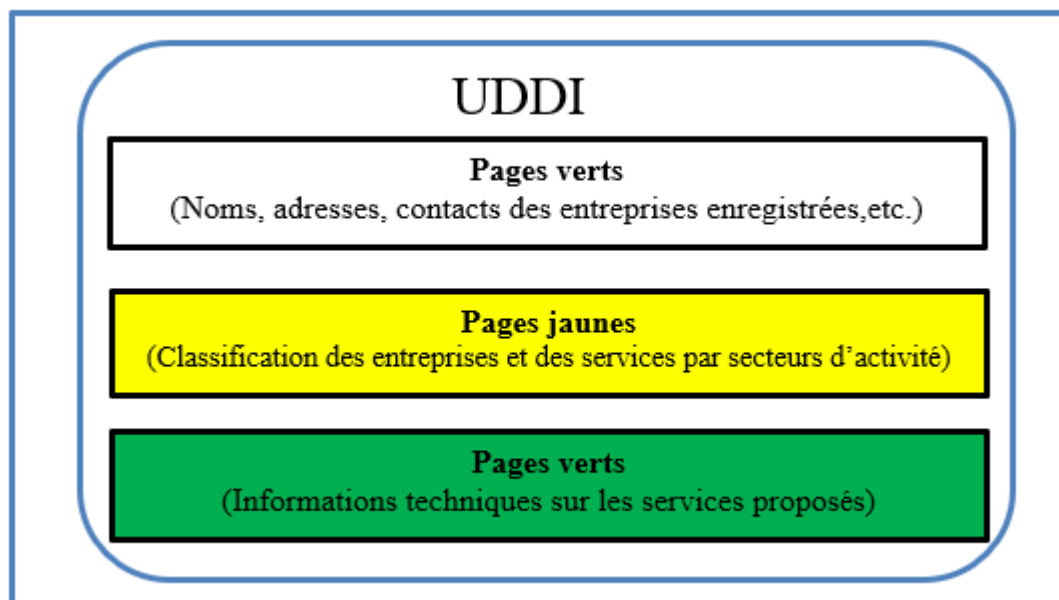 UDDI
Pages verts
(Noms, adresses, contacts des entreprises enregistrées,etc.)
Pages jaunes
(Classification des entreprises et des services par secteurs d’activité)
Pages verts
(Informations techniques sur les services proposés)